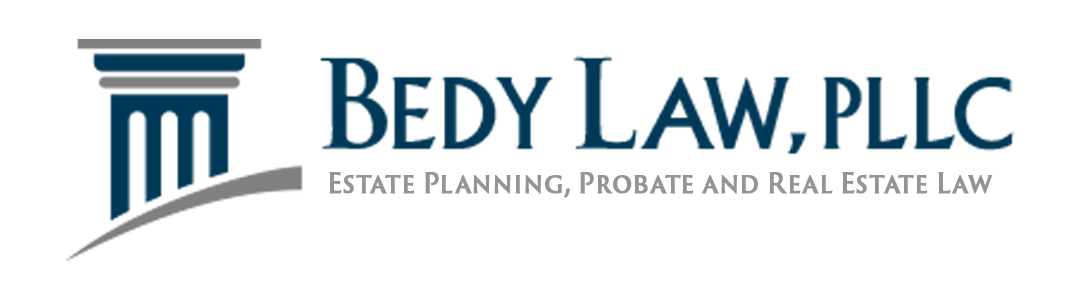 Bedy Law, PLLC
Estate Planning, Probate and Real Estate Law